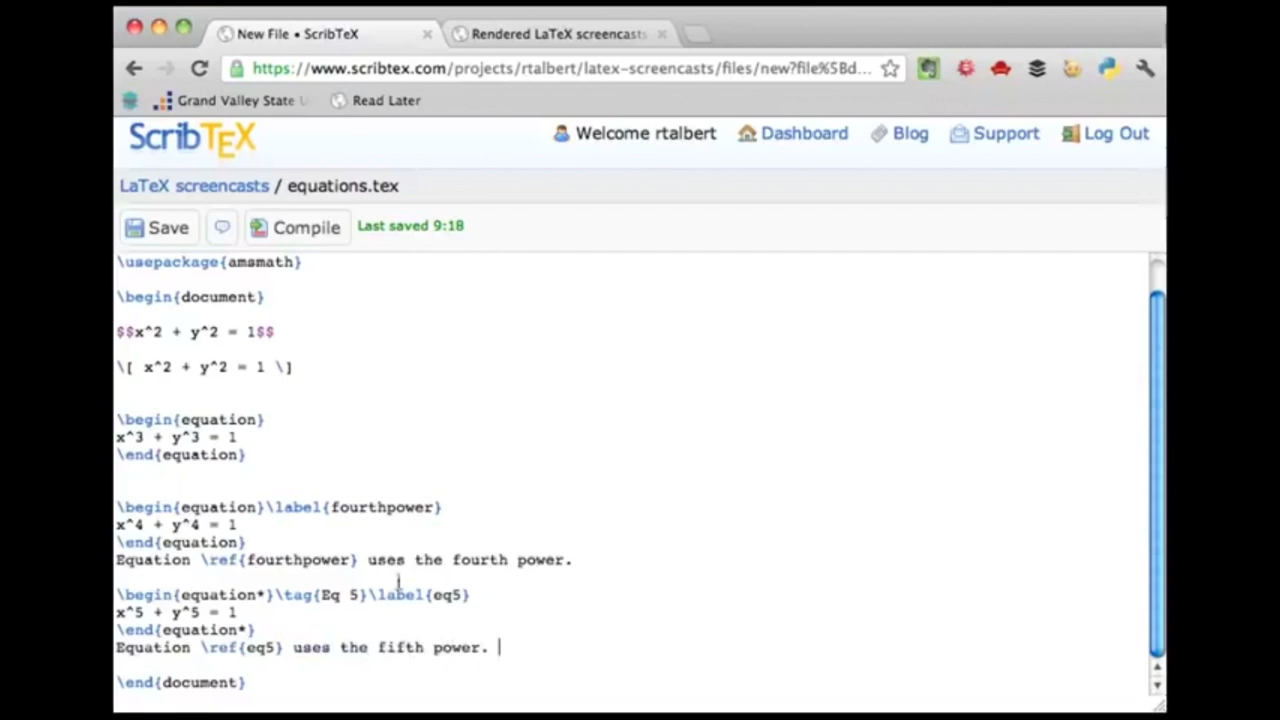 New File • ScribTeX
Rendered LaTeX screencasts
https://www.scribtex.com/projects/rtalbert/latex-screencasts/files/new?file%5Bd...
Grand Valley State U
Read Later
ScribTEX
Welcome rtalbert
Dashboard
Blog
Support
Log Out
LaTeX screencasts / equations.tex
Save
Compile
Last saved 9:18
\usepackage{amsmath}
\begin{document}
$$x^2 + y^2 = 1$$
\[ x^2 + y^2 = 1 \]
\begin{equation}
x^3 + y^3 = 1
\end{equation}
\begin{equation}\label{fourthpower}
x^4 + y^4 = 1
\end{equation}
Equation \ref{fourthpower} uses the fourth power.
\begin{equation*}\tag{Eq 5}\label{eq5}
x^5 + y^5 = 1
\end{equation*}
Equation \ref{eq5} uses the fifth power.
\end{document}